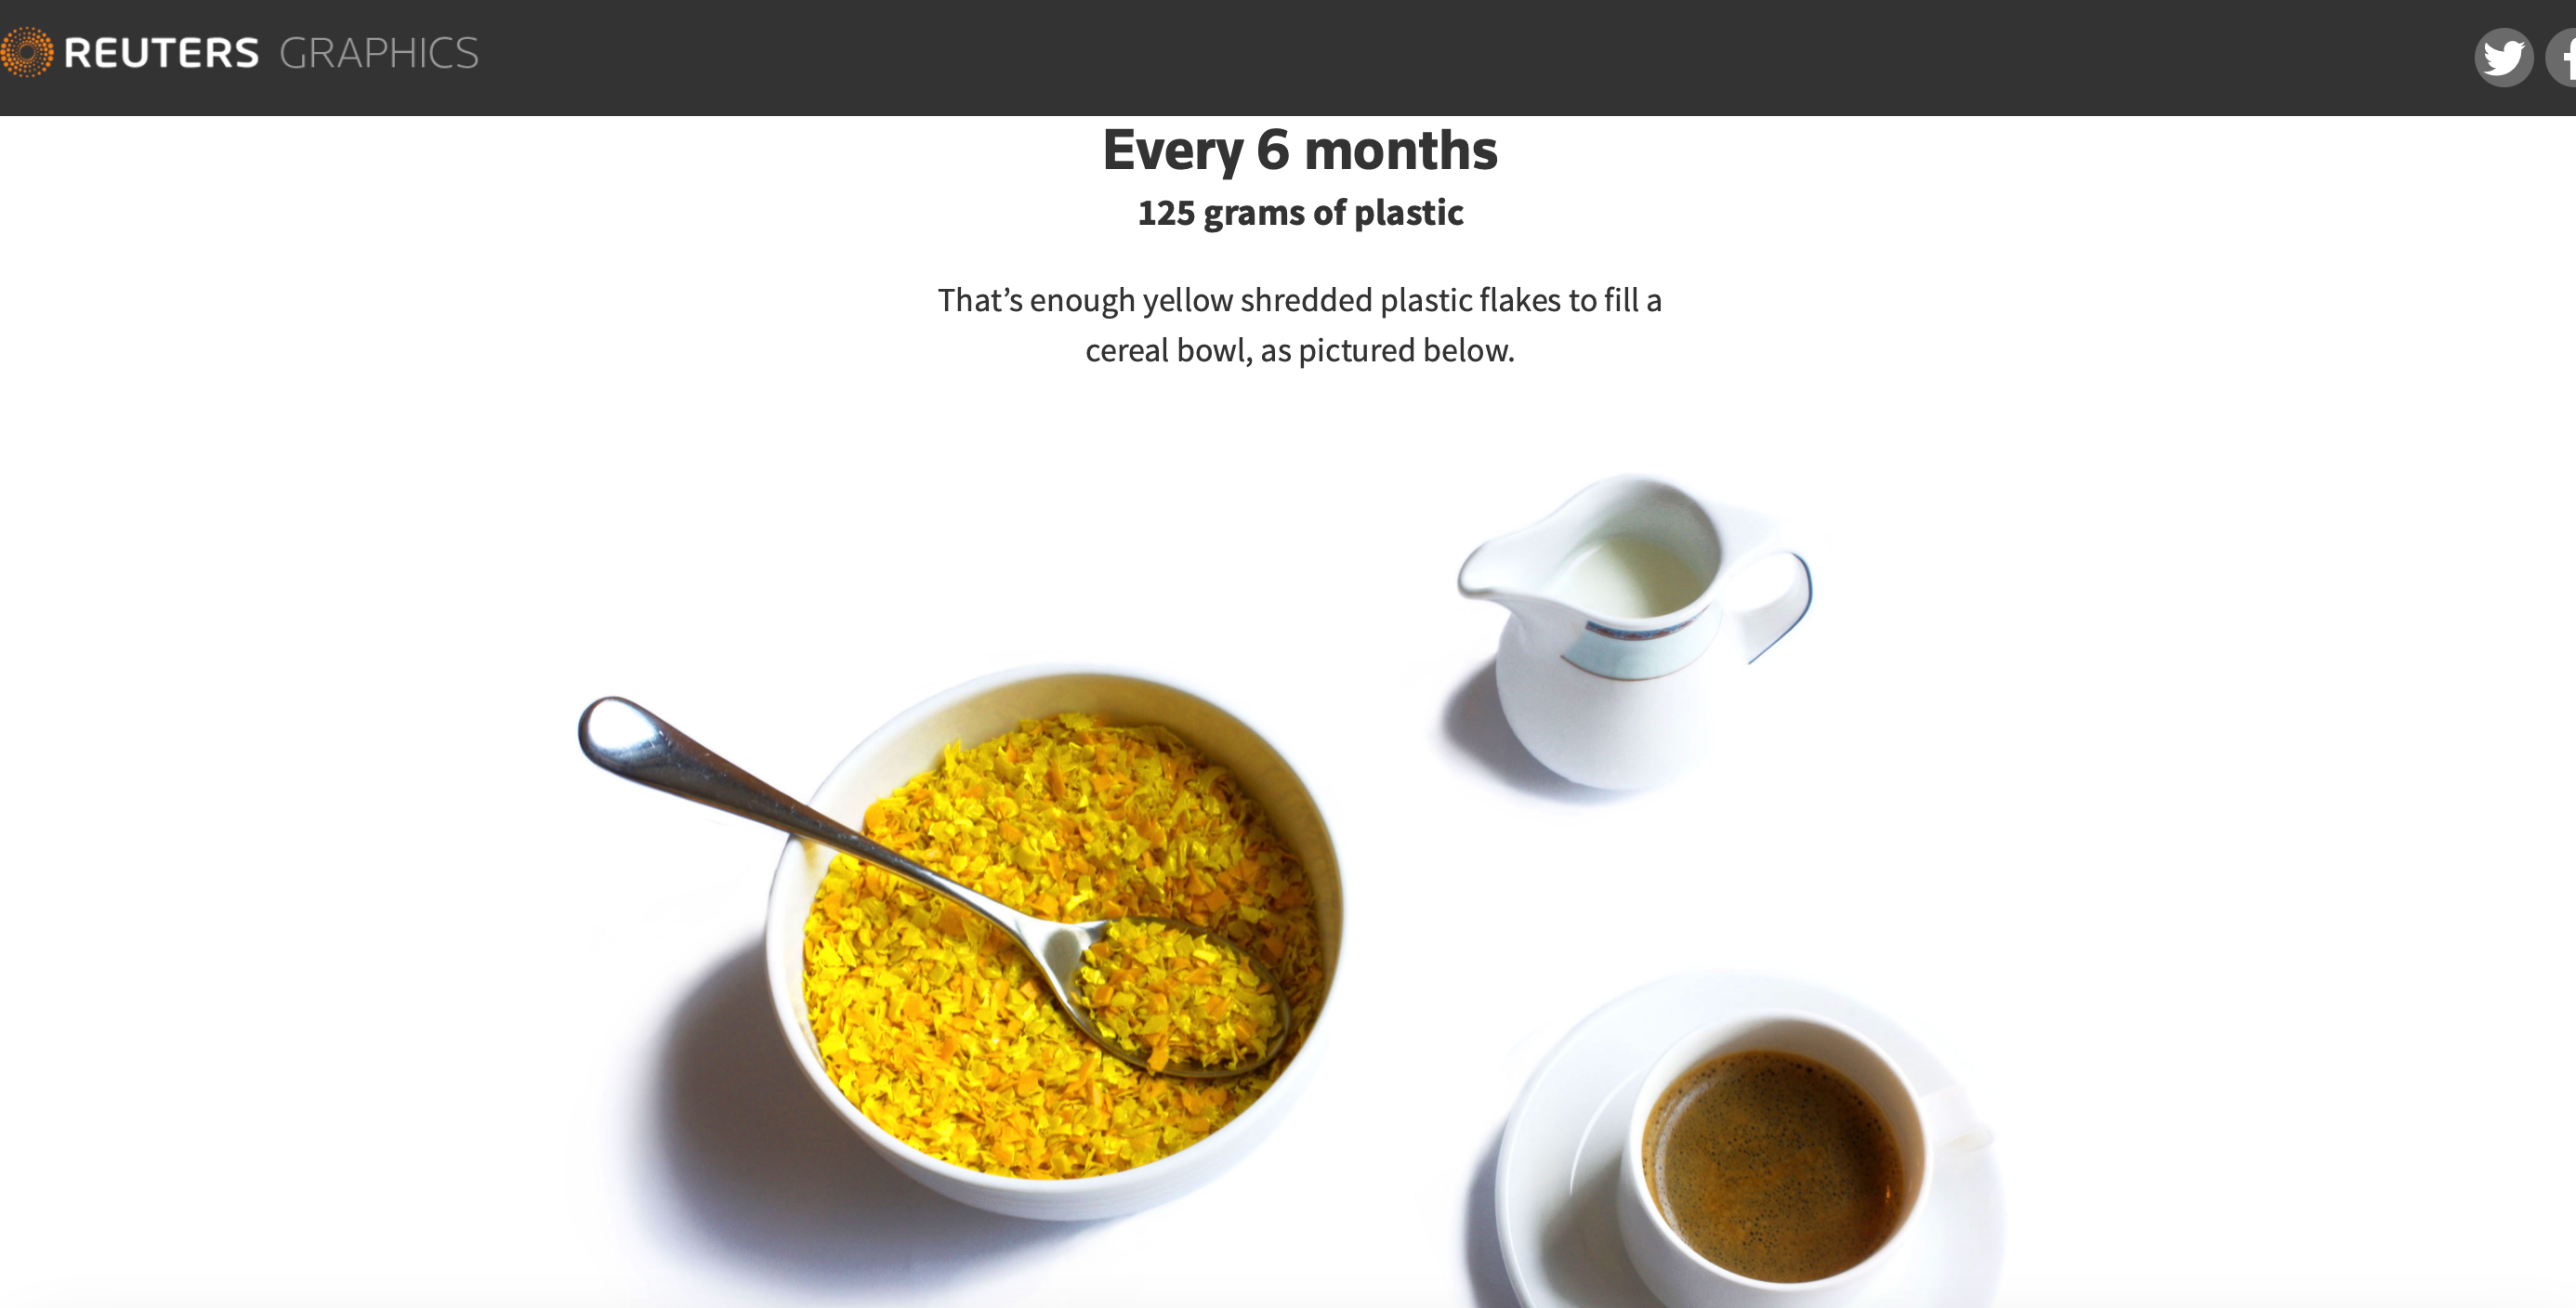 REUTERS GRAPHICS
Every 6 months
125 grams of plastic
That’s enough yellow shredded plastic flakes to fill a
cereal bowl, as pictured below.